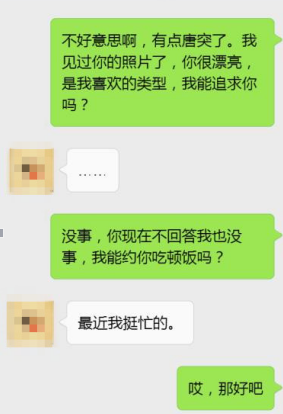 不好意思啊，有点唐突了。我
见过你的照片了，你很漂亮，
是我喜欢的类型，我能追求你
吗？
……
没事，你现在不回答我也没
事，我能约你吃顿饭吗？
最近我挺忙的。
哎，那好吧